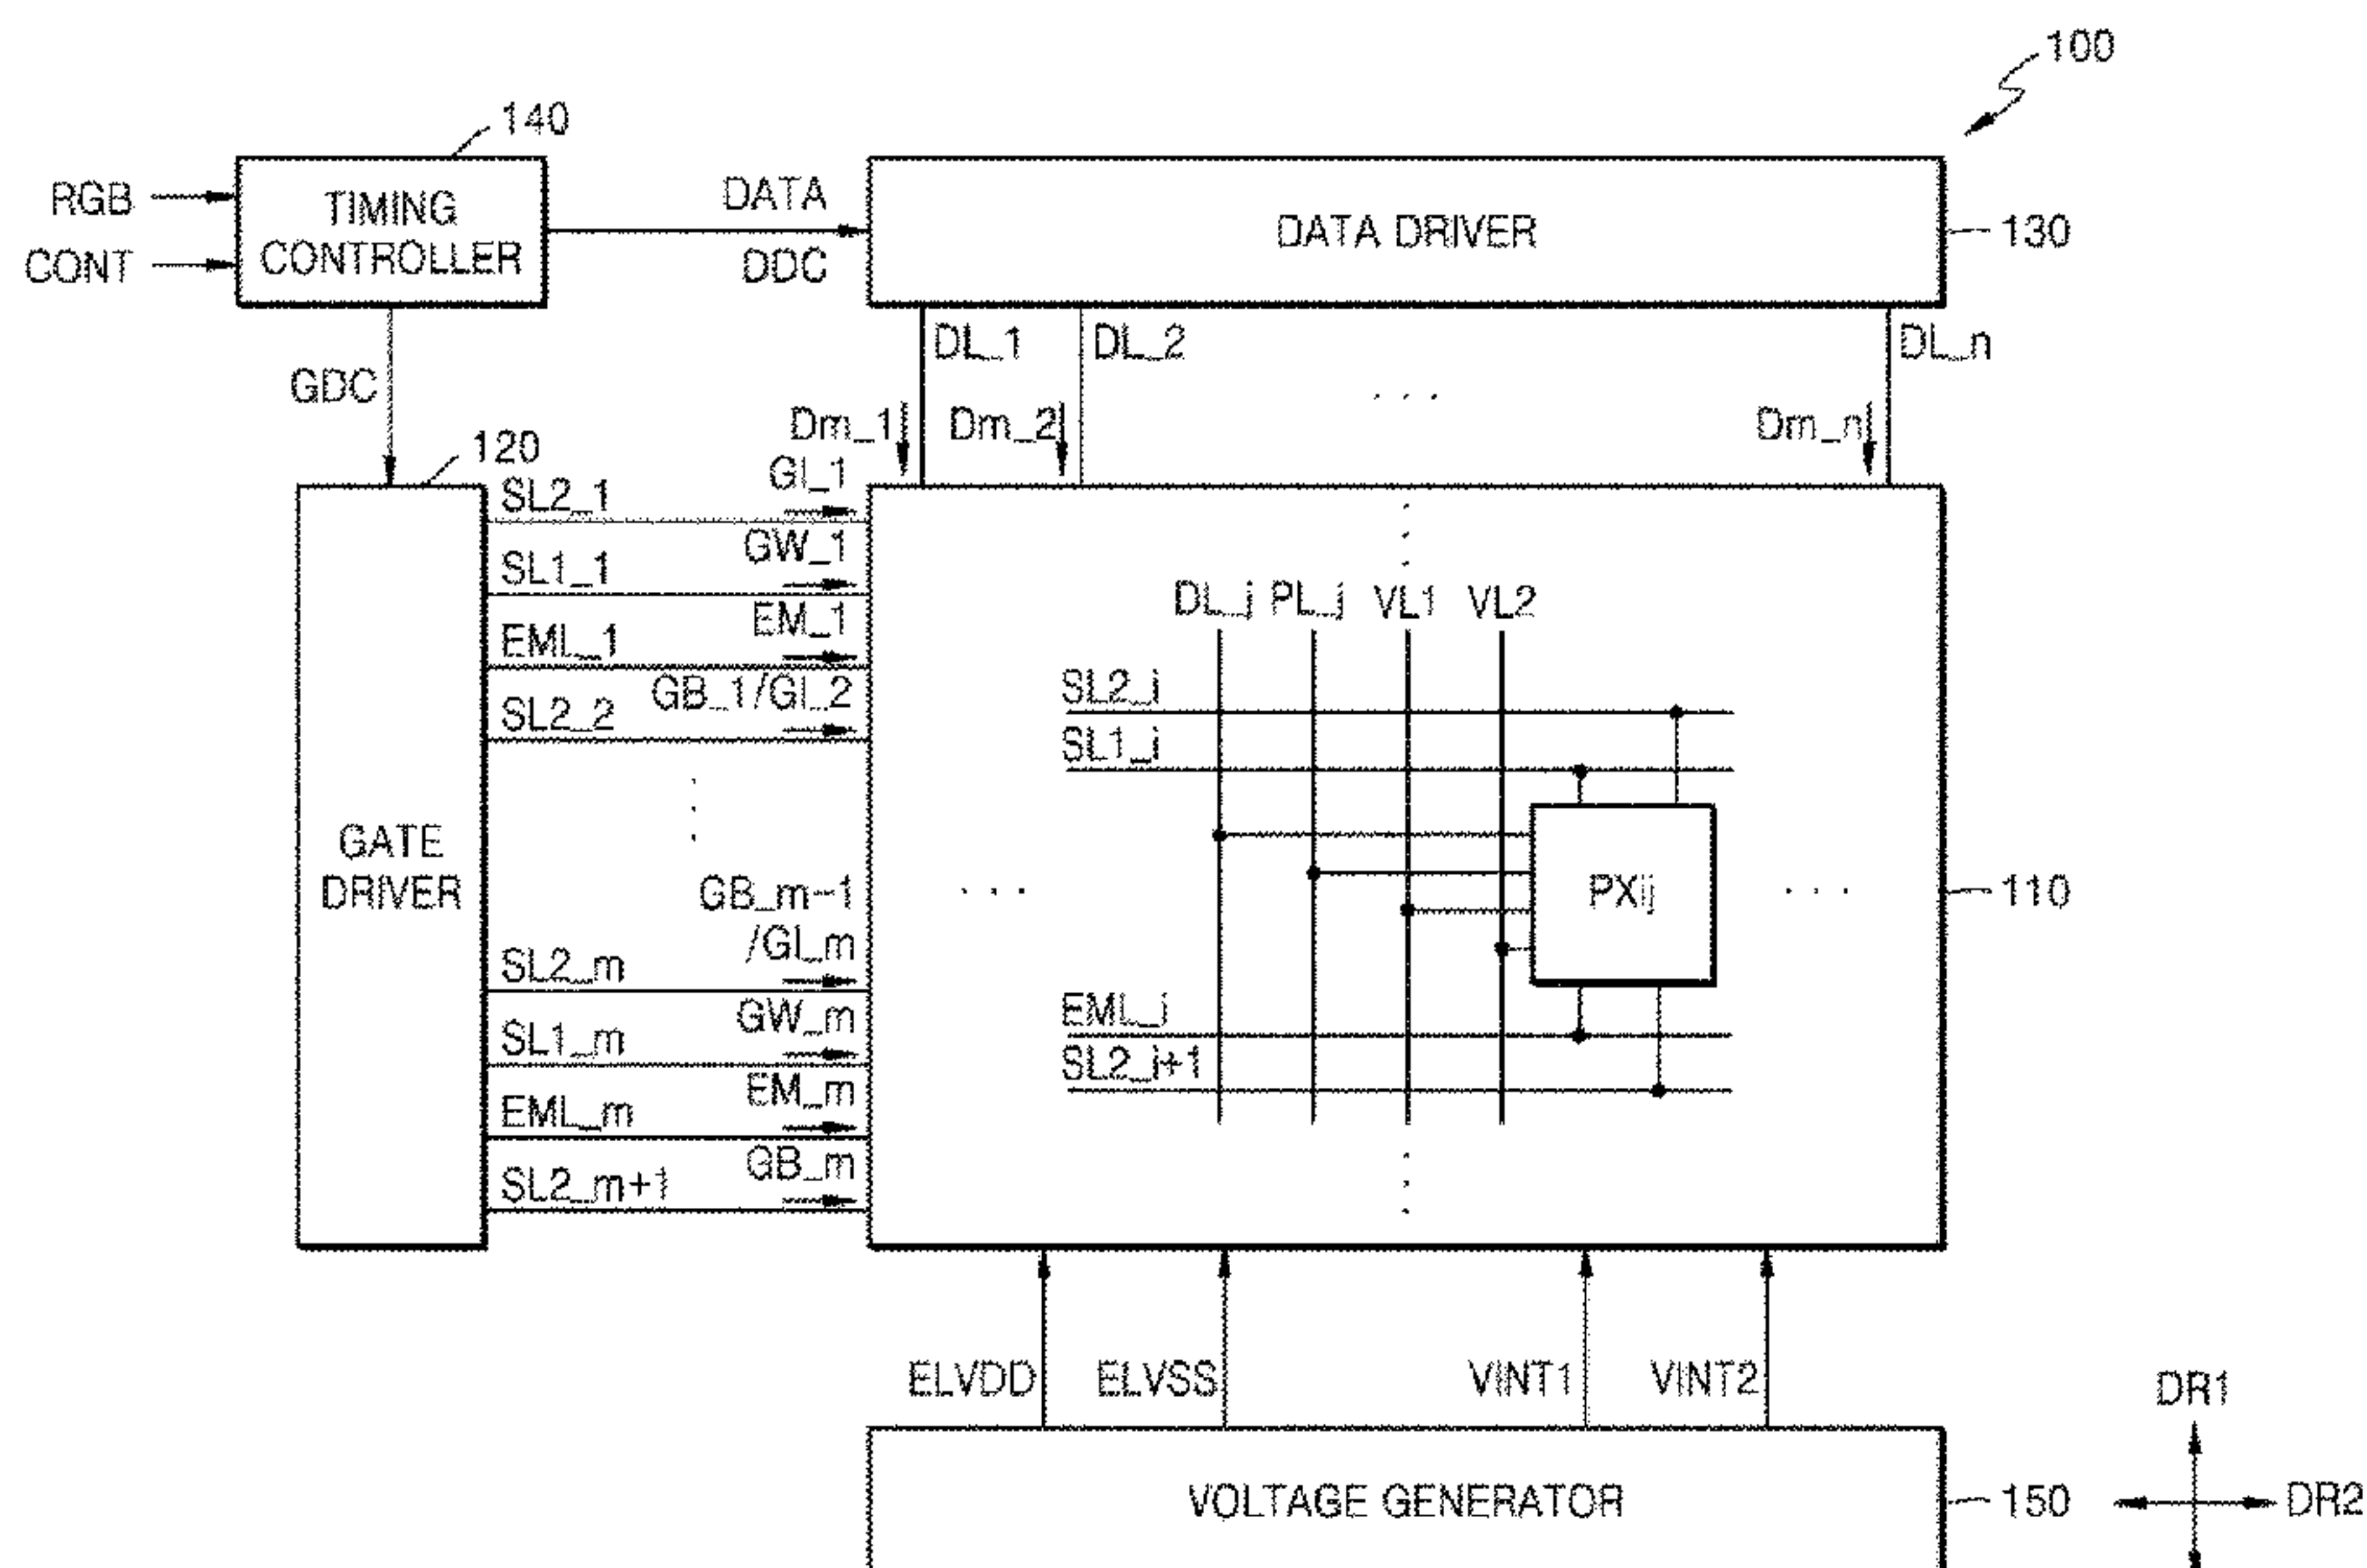 100
140
RGB
CONT
TIMING
CONTROLLER
DATA
DDC
DATA DRIVER
130
GDC
DL_1
DL_2
DL_n
. . .
Dm_1
Dm_2
Dm_n
120
GATE
DRIVER
SL2_1
GI_1
SL1_1
GW_1
EML_1
EM_1
SL2_2
GB_1/GI_2
GB_m-1
/GI_m
SL2_m
GW_m
SL1_m
EM_m
EML_m
GB_m
SL2_m+1
DL_j PL_j VL1 VL2
SL2_i
SL1_i
. . .
PXij
. . .
110
EML_i
SL2_i+1
ELVDD
ELVSS
VINT1
VINT2
VOLTAGE GENERATOR
150
DR1
DR2